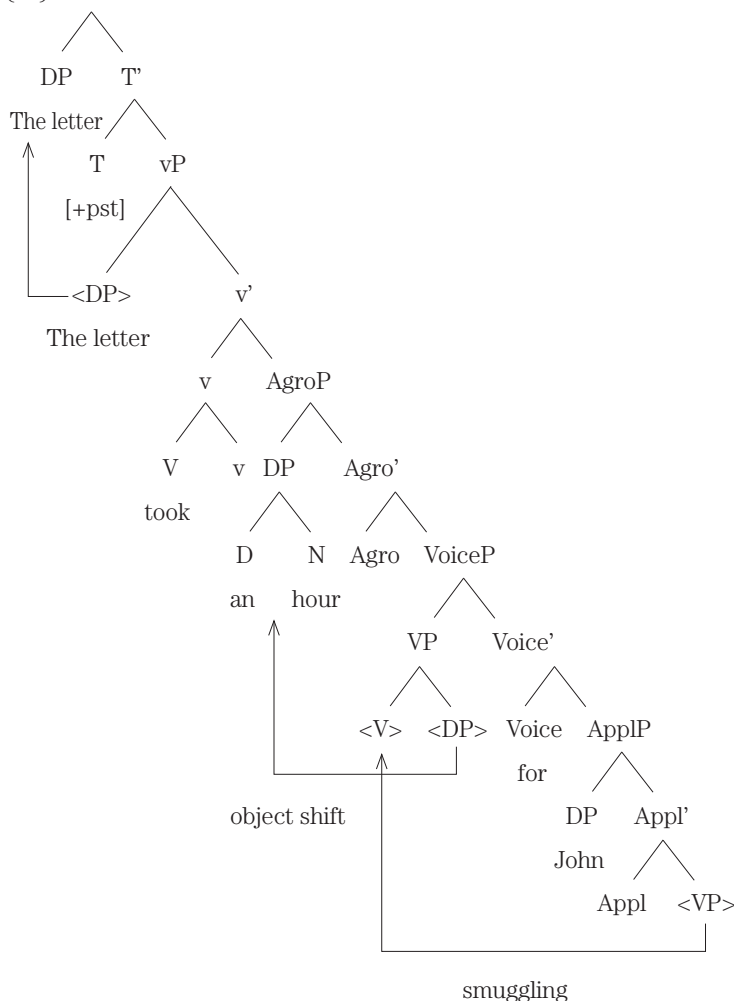 DP T’
The letter
T vP
[+pst]
<DP> v’
The letter
v AgroP
V v DP Agro’
took
D N Agro VoiceP
an hour
VP Voice’
<V> <DP> Voice ApplP
for
object shift DP Appl’
John
Appl <VP>
smuggling